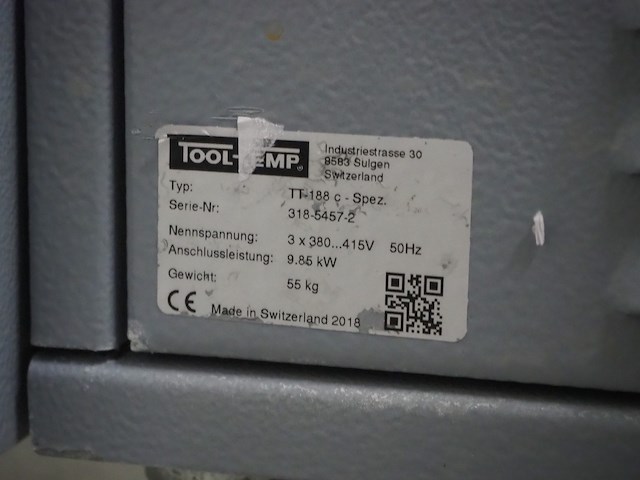 TOOL-TEMP®
Industriestrasse 30
8583 Sulgen
Switzerland
Typ: TT-188 c - Spez.
Serie-Nr: 318-5457-2
Nennspannung: 3 x 380...415V 50Hz
Anschlussleistung: 9.85 kW
Gewicht: 55 kg
CE Made in Switzerland 2018